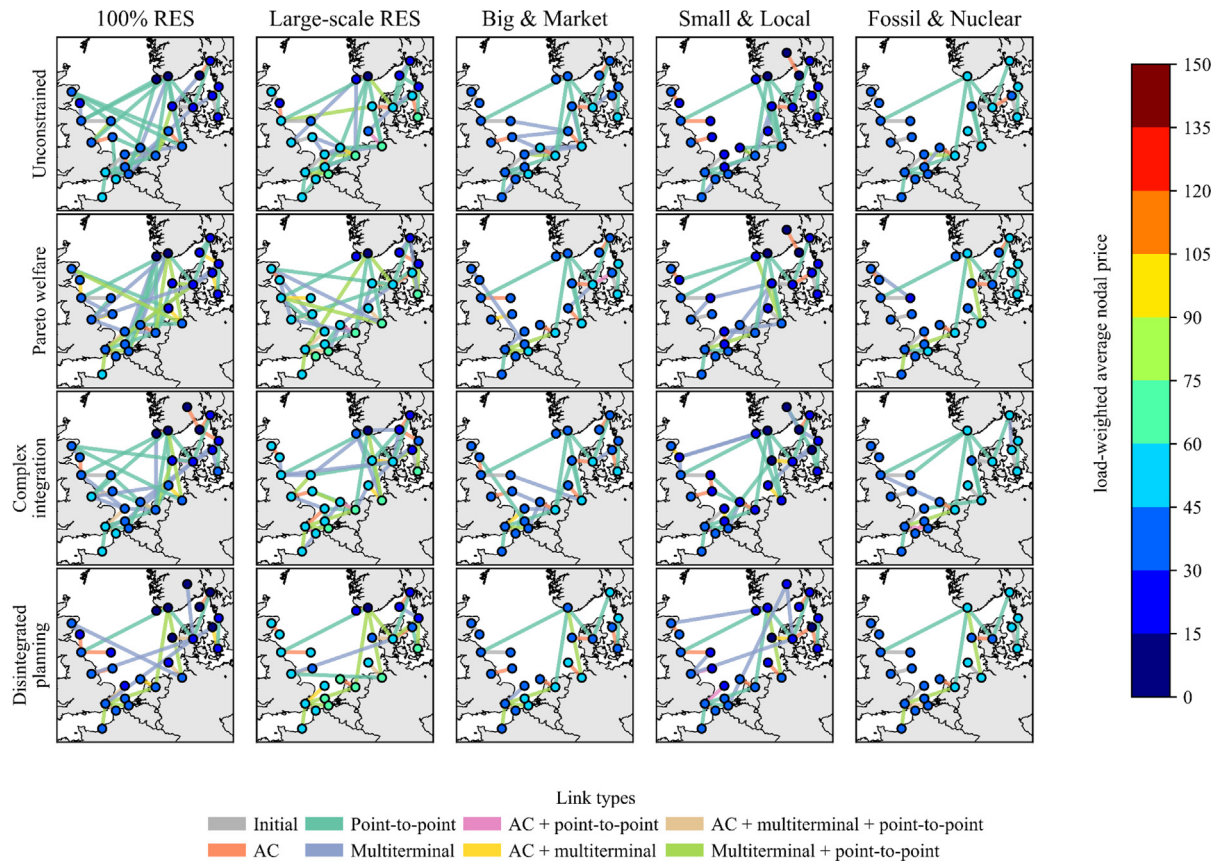 100% RES
Large-scale RES
Big & Market
Small & Local
Fossil & Nuclear
Unconstrained
Pareto welfare
Complex
integration
Disintegrated
planning
150
135
120
105
90
75
60
45
30
15
0
load-weighted average nodal price
Link types
Initial
Point-to-point
AC + point-to-point
AC + multiterminal + point-to-point
AC
Multiterminal
AC + multiterminal
Multiterminal + point-to-point